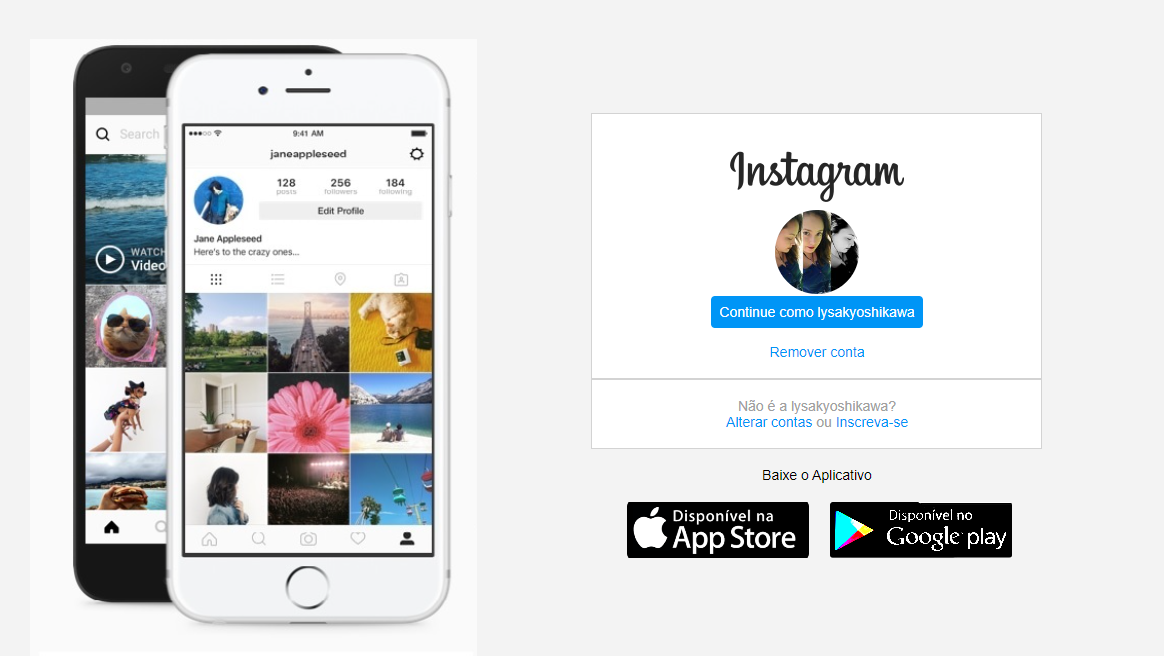 Search
WATCH
Video
9:41 AM
janeappleseed
128 256 184
posts followers following
Edit Profile
Jane Appleseed
Here's to the crazy ones...
Instagram
Continue como lysakyoshikawa
Remover conta
Não é a lysakyoshikawa?
Alterar contas ou Inscreva-se
Baixe o Aplicativo
Disponível na
App Store
Disponível no
Google play